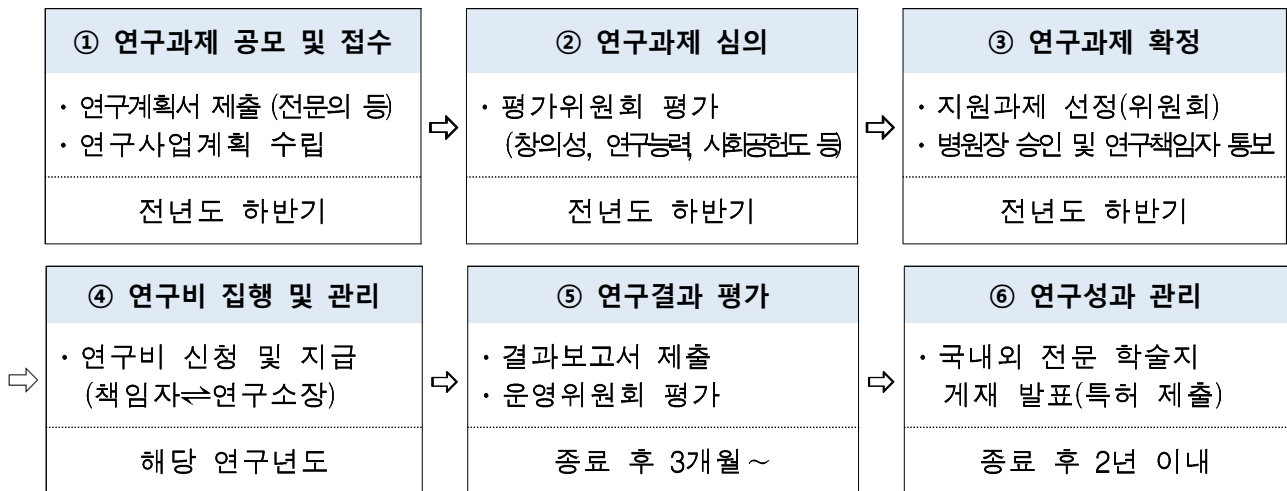 ① 연구과제 공모 및 접수
· 연구계획서 제출 (전문의 등)
· 연구사업계획 수립
전년도 하반기
⇨
② 연구과제 심의
· 평가위원회 평가
(창의성, 연구능력, 사회공헌도 등)
전년도 하반기
⇨
③ 연구과제 확정
· 지원과제 선정(위원회)
· 병원장 승인 및 연구책임자 통보
전년도 하반기
⇨
④ 연구비 집행 및 관리
· 연구비 신청 및 지급
(책임자⇌연구소장)
해당 연구년도
⇨
⑤ 연구결과 평가
· 결과보고서 제출
· 운영위원회 평가
종료 후 3개월～
⇨
⑥ 연구성과 관리
· 국내외 전문 학술지
게재 발표(특허 제출)
종료 후 2년 이내